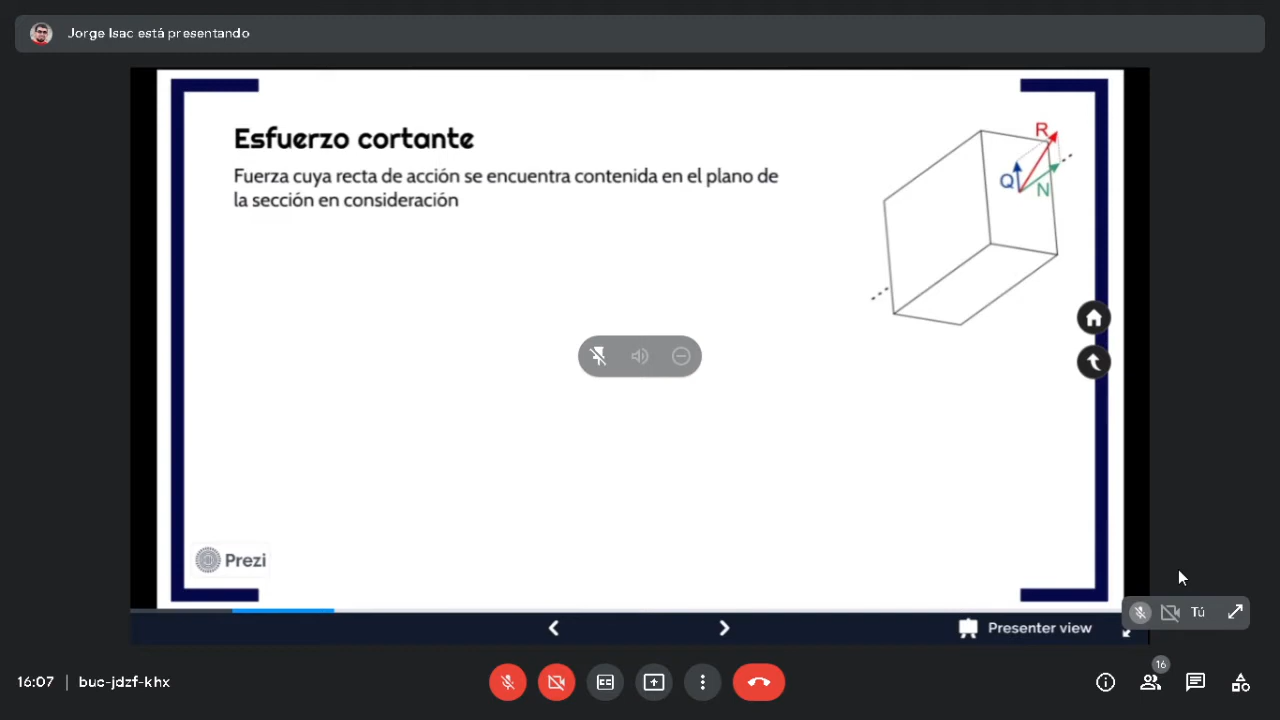 Jorge Isac está presentando
Esfuerzo cortante
Fuerza cuya recta de acción se encuentra contenida en el plano de
la sección en consideración
R
Q
N
Prezi
Presenter view
Tú
16:07 | buc-jdzf-khx
16